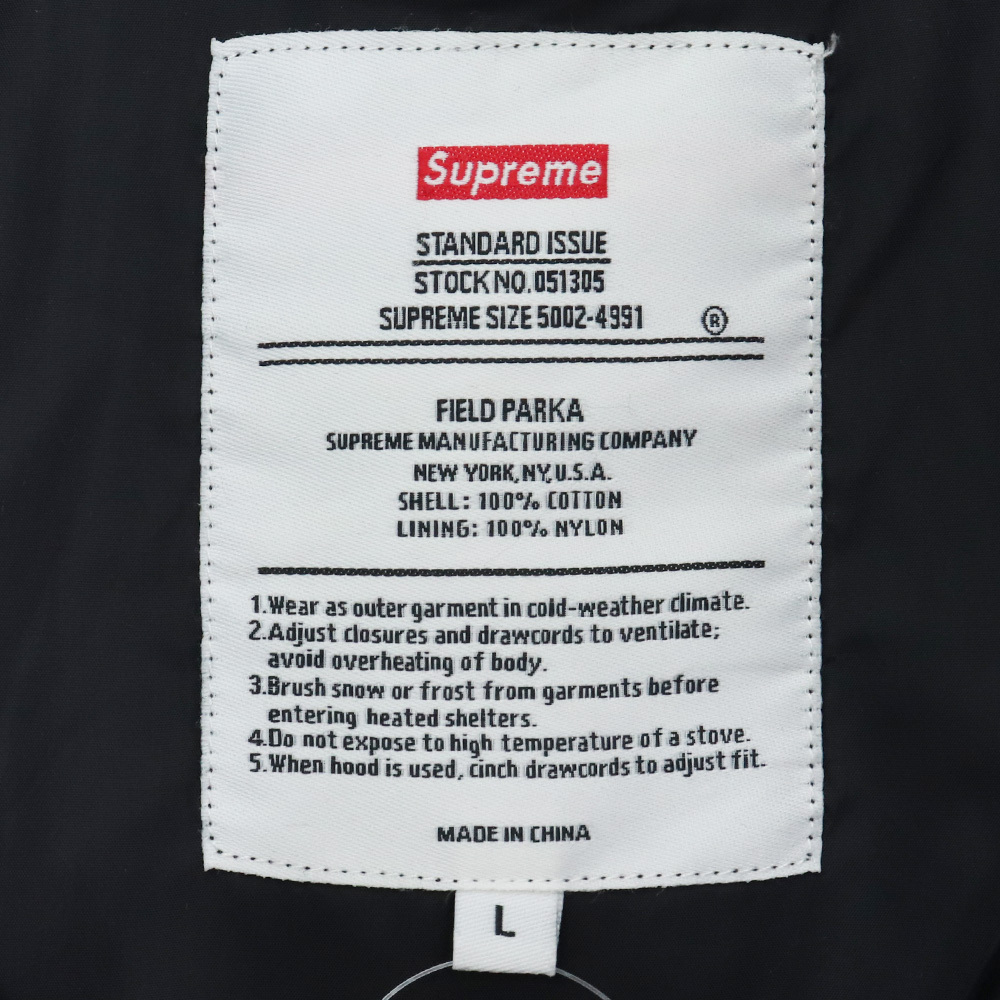 Supreme
STANDARD ISSUE
STOCK NO. 051305
SUPREME SIZE 5002-4991 ®
FIELD PARKA
SUPREME MANUFACTURING COMPANY
NEW YORK, NY, U.S.A.
SHELL: 100% COTTON
LINING: 100% NYLON
1.Wear as outer garment in cold-weather climate.
2.Adjust closures and drawcords to ventilate;
avoid overheating of body.
3.Brush snow or frost from garments before
entering heated shelters.
4.Do not expose to high temperature of a stove.
5.When hood is used, cinch drawcords to adjust fit.
MADE IN CHINA
L